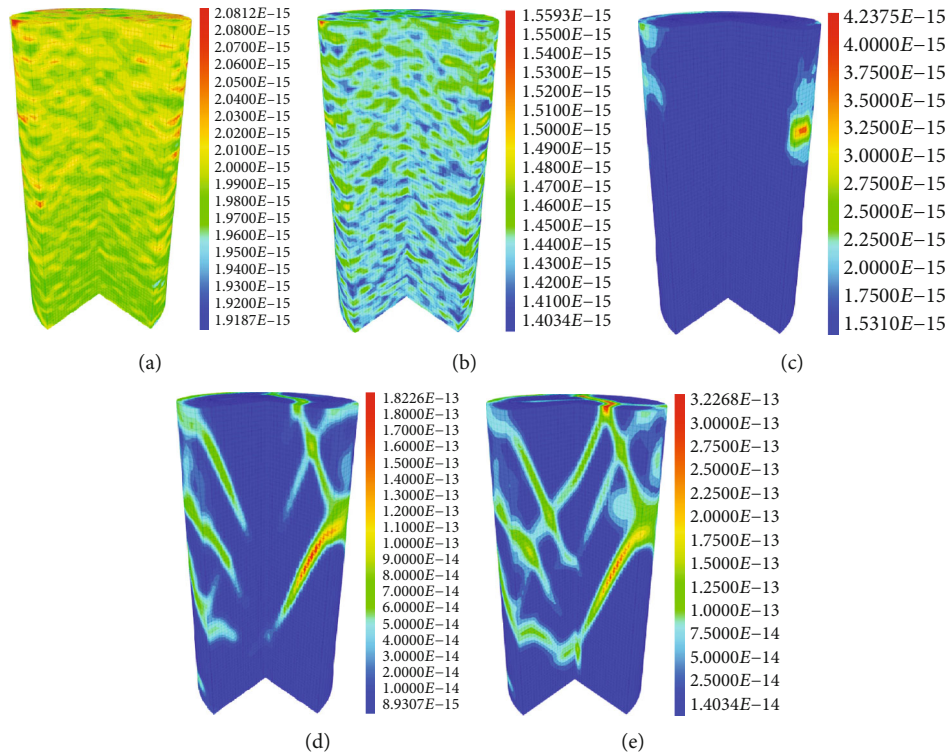 2.0812E–15
2.0800E–15
2.0700E–15
2.0600E–15
2.0500E–15
2.0400E–15
2.0300E–15
2.0200E–15
2.0100E–15
2.0000E–15
1.9900E–15
1.9800E–15
1.9700E–15
1.9600E–15
1.9500E–15
1.9400E–15
1.9300E–15
1.9200E–15
1.9187E–15
(a)
1.5593E–15
1.5500E–15
1.5400E–15
1.5300E–15
1.5200E–15
1.5100E–15
1.5000E–15
1.4900E–15
1.4800E–15
1.4700E–15
1.4600E–15
1.4500E–15
1.4400E–15
1.4300E–15
1.4200E–15
1.4100E–15
1.4034E–15
(b)
4.2375E–15
4.0000E–15
3.7500E–15
3.5000E–15
3.2500E–15
3.0000E–15
2.7500E–15
2.5000E–15
2.2500E–15
2.0000E–15
1.7500E–15
1.5310E–15
(c)
1.8226E–13
1.8000E–13
1.7000E–13
1.6000E–13
1.5000E–13
1.4000E–13
1.3000E–13
1.2000E–13
1.1000E–13
1.0000E–13
9.0000E–14
8.0000E–14
7.0000E–14
6.0000E–14
5.0000E–14
4.0000E–14
3.0000E–14
2.0000E–14
1.0000E–14
8.9307E–15
(d)
3.2268E–13
3.0000E–13
2.7500E–13
2.5000E–13
2.2500E–13
2.0000E–13
1.7500E–13
1.5000E–13
1.2500E–13
1.0000E–13
7.5000E–14
5.0000E–14
2.5000E–14
1.4034E–14
(e)